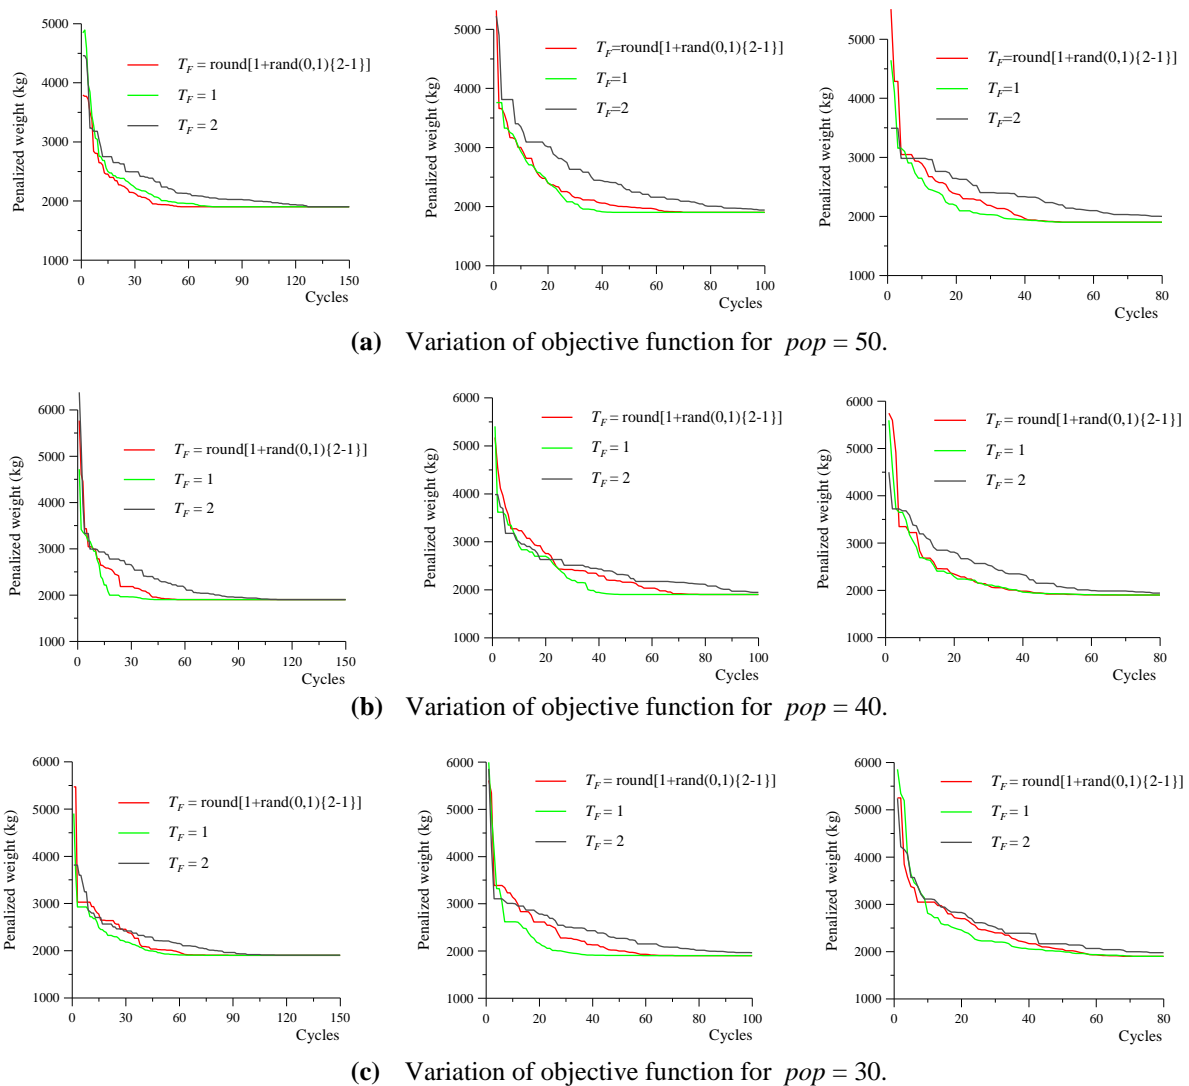 5000
4000
3000
2000
1000
Penalized weight (kg)
T_F = round[1+rand(0,1){2-1}]
T_F = 1
T_F = 2
0 30 60 90 120 150
Cycles
5000
4000
3000
2000
1000
Penalized weight (kg)
T_F=round[1+rand(0,1){2-1}]
T_F=1
T_F=2
0 20 40 60 80 100
Cycles
5000
4000
3000
2000
1000
Penalized weight (kg)
T_F=round[1+rand(0,1){2-1}]
T_F=1
T_F=2
0 20 40 60 80
Cycles
(a) Variation of objective function for pop = 50.
6000
5000
4000
3000
2000
1000
Penalized weight (kg)
T_F = round[1+rand(0,1){2-1}]
T_F = 1
T_F = 2
0 30 60 90 120 150
Cycles
6000
5000
4000
3000
2000
1000
Penalized weight (kg)
T_F = round[1+rand(0,1){2-1}]
T_F = 1
T_F = 2
0 20 40 60 80 100
Cycles
6000
5000
4000
3000
2000
1000
Penalized weight (kg)
T_F = round[1+rand(0,1){2-1}]
T_F = 1
T_F = 2
0 20 40 60 80
Cycles
(b) Variation of objective function for pop = 40.
6000
5000
4000
3000
2000
1000
Penalized weight (kg)
T_F = round[1+rand(0,1){2-1}]
T_F = 1
T_F = 2
0 30 60 90 120 150
Cycles
6000
5000
4000
3000
2000
1000
Penalized weight (kg)
T_F = round[1+rand(0,1){2-1}]
T_F = 1
T_F = 2
0 20 40 60 80 100
Cycles
6000
5000
4000
3000
2000
1000
Penalized weight (kg)
T_F = round[1+rand(0,1){2-1}]
T_F = 1
T_F = 2
0 20 40 60 80
Cycles
(c) Variation of objective function for pop = 30.